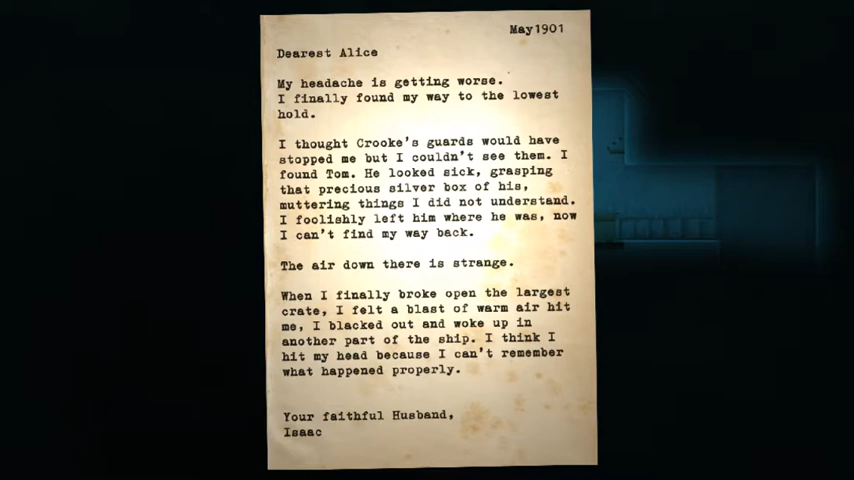 May1901
Dearest Alice
My headache is getting worse.
I finally found my way to the lowest
hold.
I thought Crooke's guards would have
stopped me but I couldn't see them. I
found Tom. He looked sick, grasping
that precious silver box of his,
muttering things I did not understand.
I foolishly left him where he was, now
I can't find my way back.
The air down there is strange.
When I finally broke open the largest
crate, I felt a blast of warm air hit
me, I blacked out and woke up in
another part of the ship. I think I
hit my head because I can't remember
what happened properly.
Your faithful Husband,
Isaac